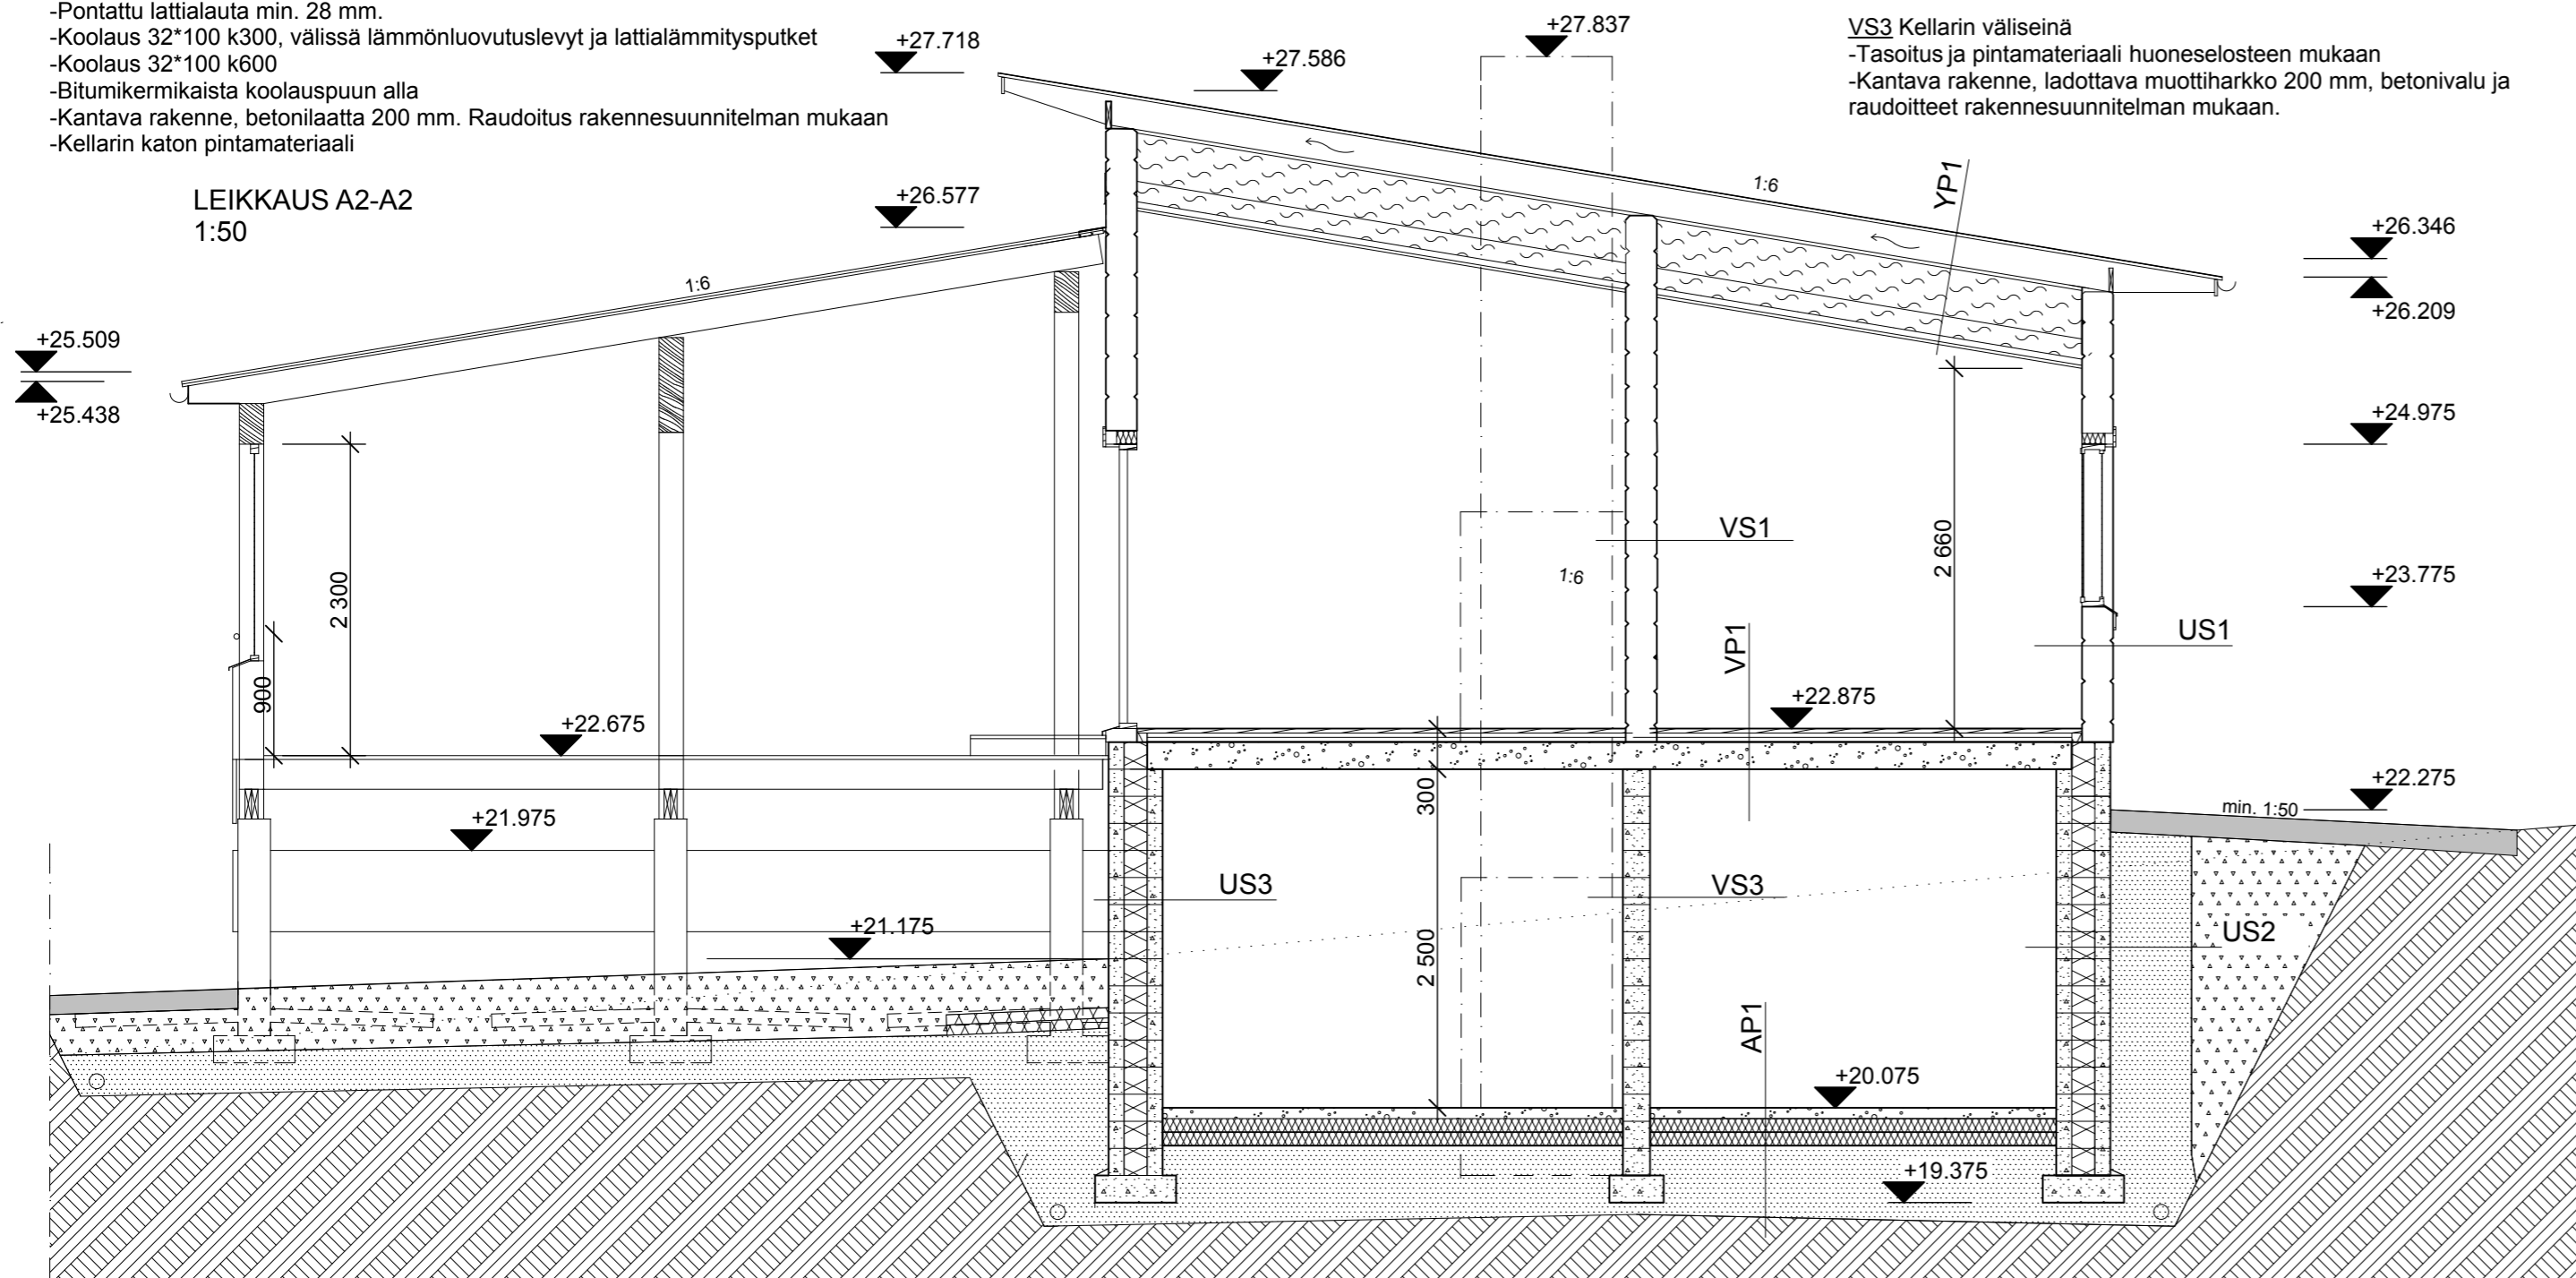 -Pontattu lattialauta min. 28 mm.
-Koolaus 32*100 k300, välissä lämmönluovutuslevyt ja lattialämmitysputket
-Koolaus 32*100 k600
-Bitumikermikaista koolauspuun alla
-Kantava rakenne, betonilaatta 200 mm. Raudoitus rakennesuunnitelman mukaan
-Kellarin katon pintamateriaali
VS3 Kellarin väliseinä
-Tasoitus ja pintamateriaali huoneselosteen mukaan
-Kantava rakenne, ladottava muottiharkko 200 mm, betonivalu ja
raudoitteet rakennesuunnitelman mukaan.
LEIKKAUS A2-A2
1:50
+27.837
+27.718
+27.586
+26.577
1:6
YP1
+26.346
+26.209
1:6
+25.509
+25.438
+24.975
VS1
2 660
1:6
2 300
+23.775
US1
VP1
900
+22.875
+22.675
+22.275
min. 1:50
300
+21.975
US3
VS3
+21.175
2 500
US2
AP1
+20.075
+19.375